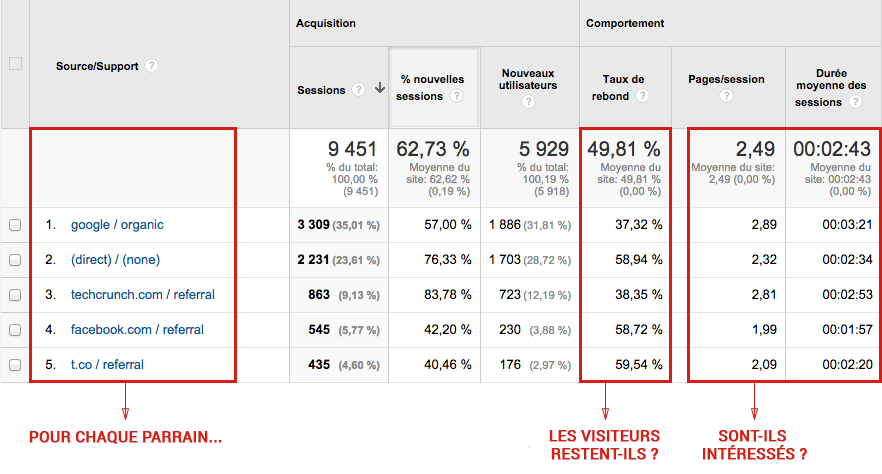 Acquisition
Comportement
Source/Support ?
Sessions ?
% nouvelles
sessions ?
Nouveaux
utilisateurs
?
Taux de
rebond ?
Pages/session
?
Durée
moyenne des
sessions ?
9 451
% du total:
100,00 %
(9 451)
62,73 %
Moyenne du
site: 62,62 %
(0,19 %)
5 929
% du total:
100,19 %
(5 918)
49,81 %
Moyenne du
site: 49,81 %
(0,00 %)
2,49
Moyenne du site:
2,49 (0,00 %)
00:02:43
Moyenne du
site: 00:02:43
(0,00 %)
1. google / organic 3 309 (35,01 %) 57,00 % 1 886 (31,81 %) 37,32 % 2,89 00:03:21
2. (direct) / (none) 2 231 (23,61 %) 76,33 % 1 703 (28,72 %) 58,94 % 2,32 00:02:34
3. techcrunch.com / referral 863 (9,13 %) 83,78 % 723 (12,19 %) 38,35 % 2,81 00:02:53
4. facebook.com / referral 545 (5,77 %) 42,20 % 230 (3,88 %) 58,72 % 1,99 00:01:57
5. t.co / referral 435 (4,60 %) 40,46 % 176 (2,97 %) 59,54 % 2,09 00:02:20
POUR CHAQUE PARRAIN...
LES VISITEURS
RESTENT-ILS ?
SONT-ILS
INTÉRESSÉS ?